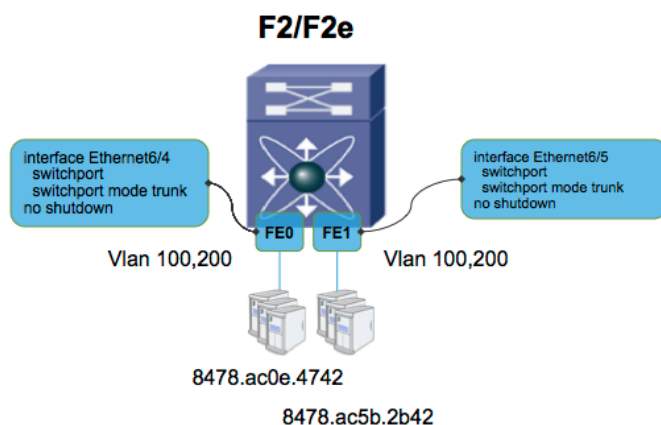 F2/F2e
interface Ethernet6/4
switchport
switchport mode trunk
no shutdown
interface Ethernet6/5
switchport
switchport mode trunk
no shutdown
FE0
FE1
Vlan 100,200
Vlan 100,200
8478.ac0e.4742
8478.ac5b.2b42